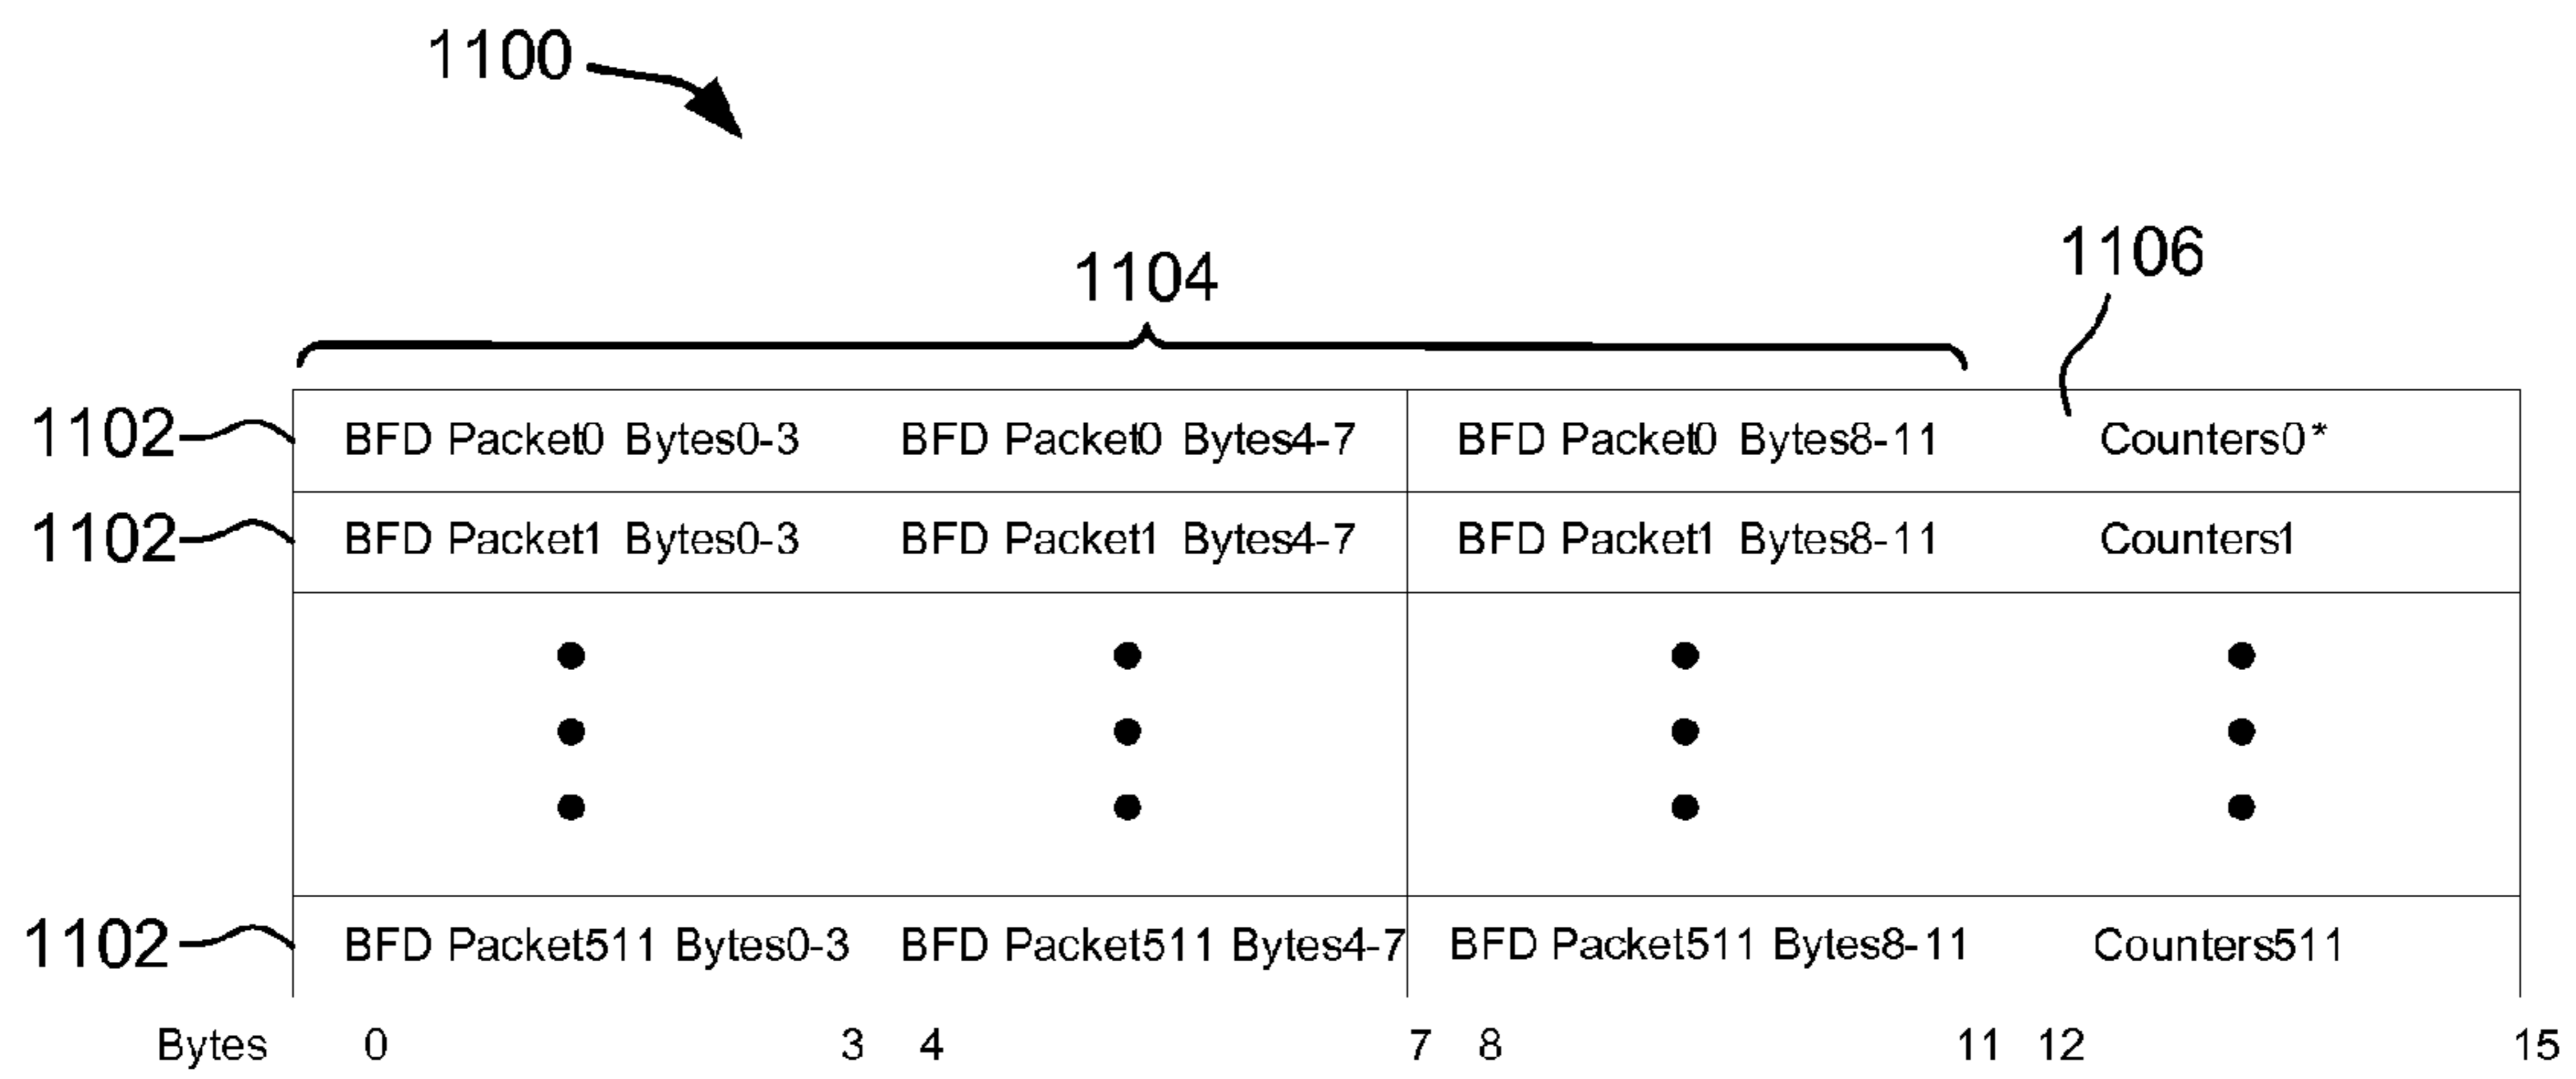 1100
1106
1104
1102 BFD Packet0 Bytes0-3 BFD Packet0 Bytes4-7 BFD Packet0 Bytes8-11 Counters0*
1102 BFD Packet1 Bytes0-3 BFD Packet1 Bytes4-7 BFD Packet1 Bytes8-11 Counters1
1102 BFD Packet511 Bytes0-3 BFD Packet511 Bytes4-7 BFD Packet511 Bytes8-11 Counters511
Bytes 0 3 4 7 8 11 12 15